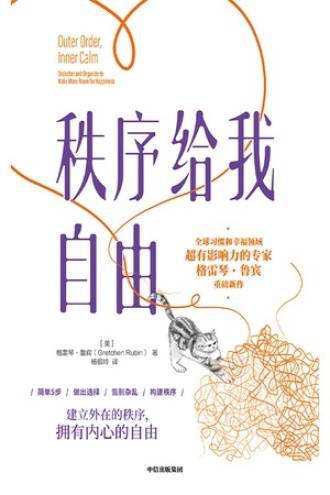 Outer Order,
Inner Calm
Declutter and Organize to
Make More Room for Happiness
秩序给我
自由
全球习惯和幸福领域
超有影响力的专家
格雷琴·鲁宾
重磅新作
[美]
格雷琴·鲁宾（Gretchen Rubin） 著
杨银玲 译
/ 简单5步 / 做出选择 / 告别杂乱 / 构建秩序 /
建立外在的秩序，
拥有内心的自由
中信出版集团